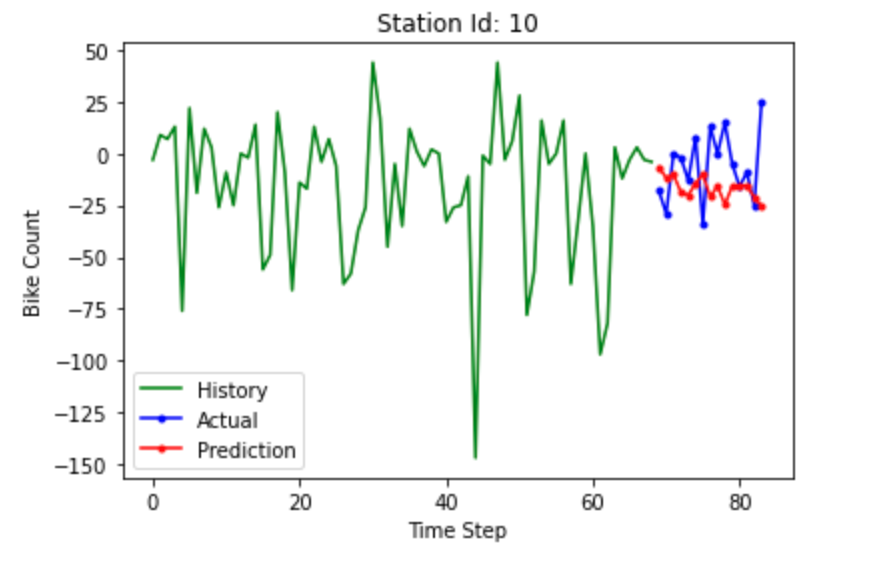 Station Id: 10
50
25
0
−25
−50
−75
−100
−125
−150
Bike Count
History
Actual
Prediction
0 20 40 60 80
Time Step